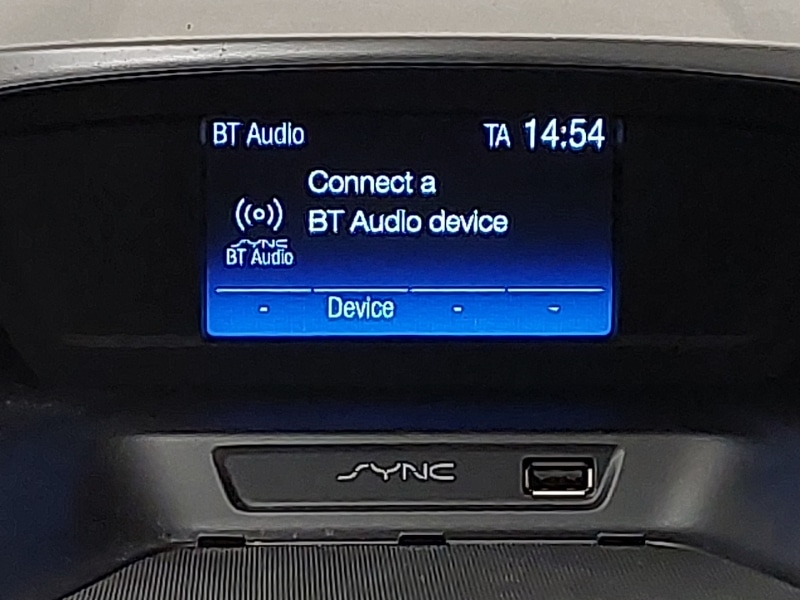 BT Audio TA 14:54
Connect a
BT Audio device
SYNC
BT Audio
- Device - -
SYNC